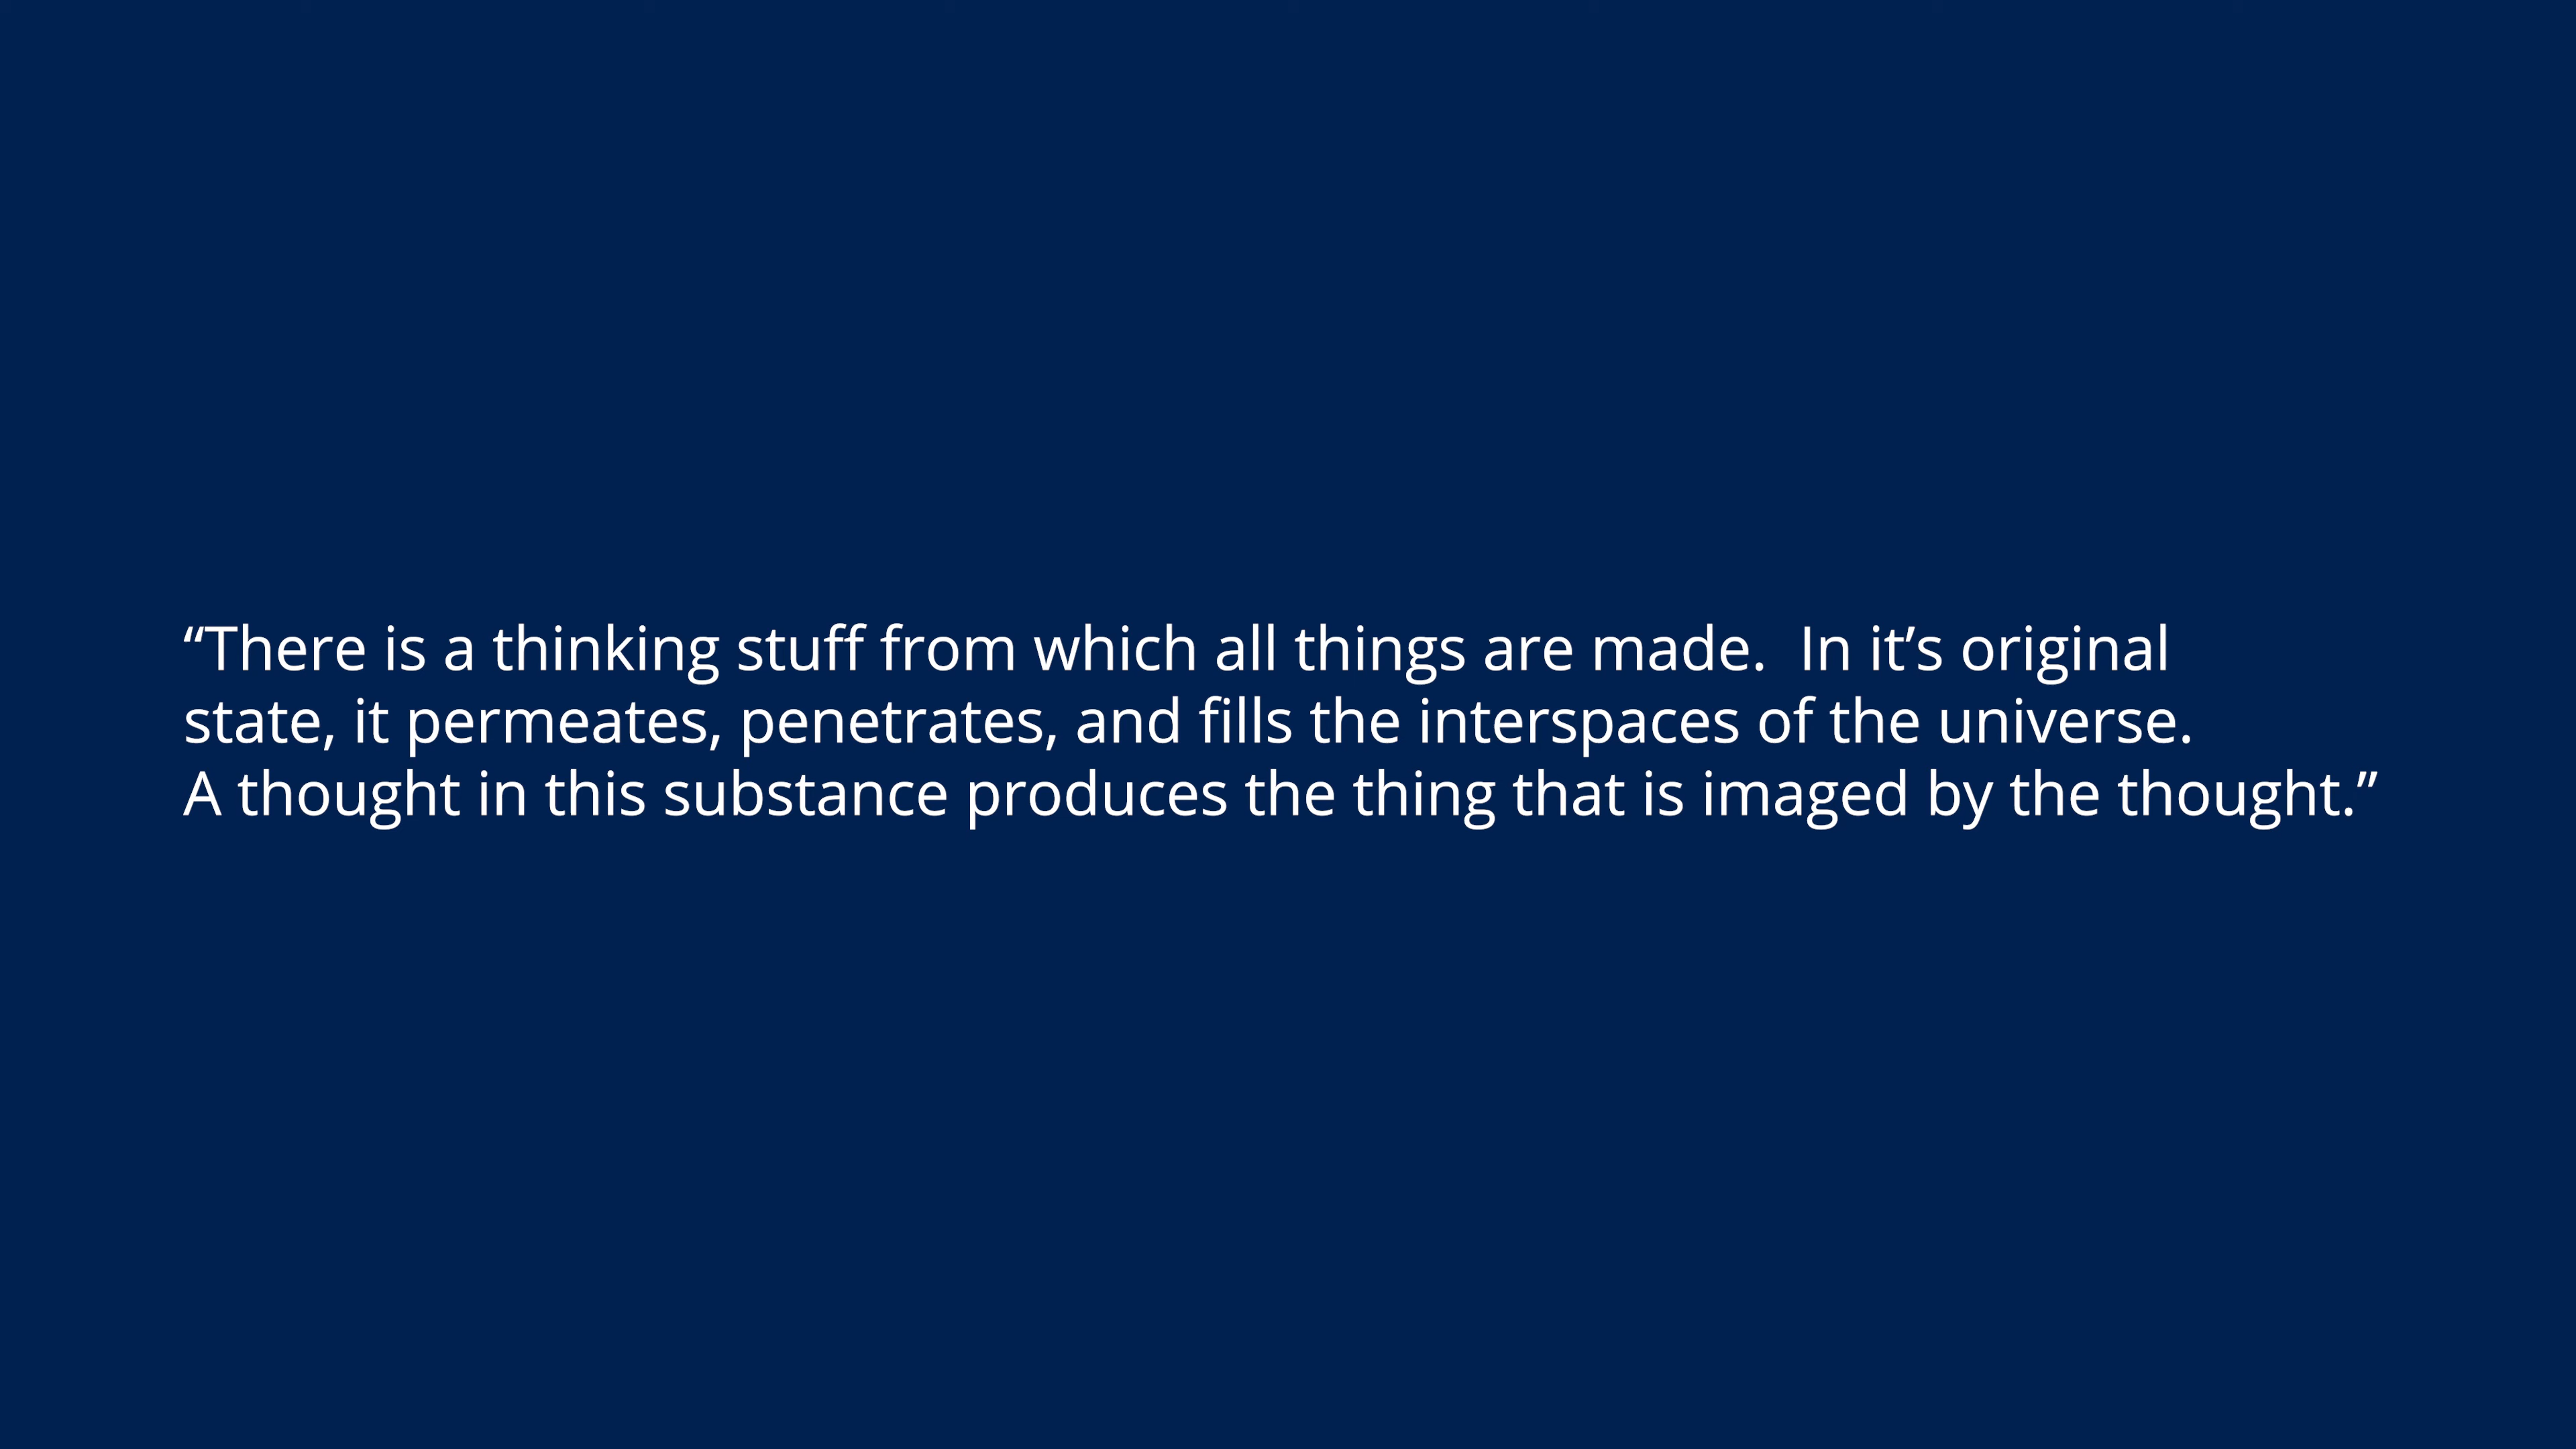 “There is a thinking stuff from which all things are made.  In it’s original
state, it permeates, penetrates, and fills the interspaces of the universe.
A thought in this substance produces the thing that is imaged by the thought.”